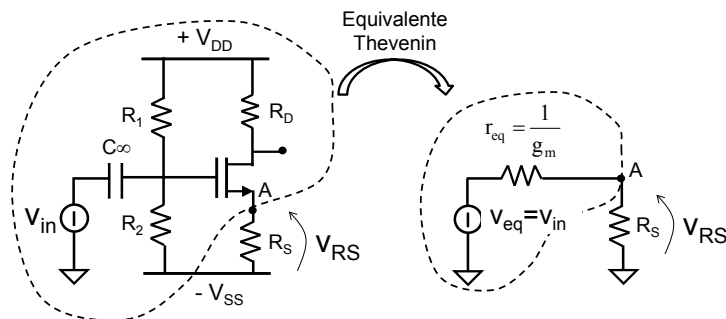 Equivalente
Thevenin
+ V_DD
R_1
R_D
C∞
A
v_in
R_2
R_S
v_RS
- V_SS
r_eq = 1/g_m
A
v_eq=v_in
R_S
v_RS